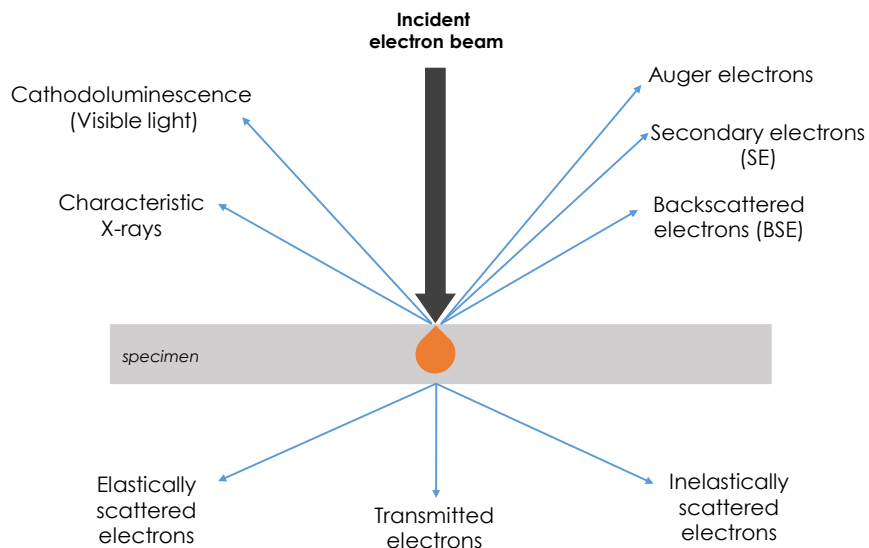 Incident
electron beam
Cathodoluminescence
(Visible light)
Characteristic
X-rays
Auger electrons
Secondary electrons
(SE)
Backscattered
electrons (BSE)
specimen
Elastically
scattered
electrons
Transmitted
electrons
Inelastically
scattered
electrons